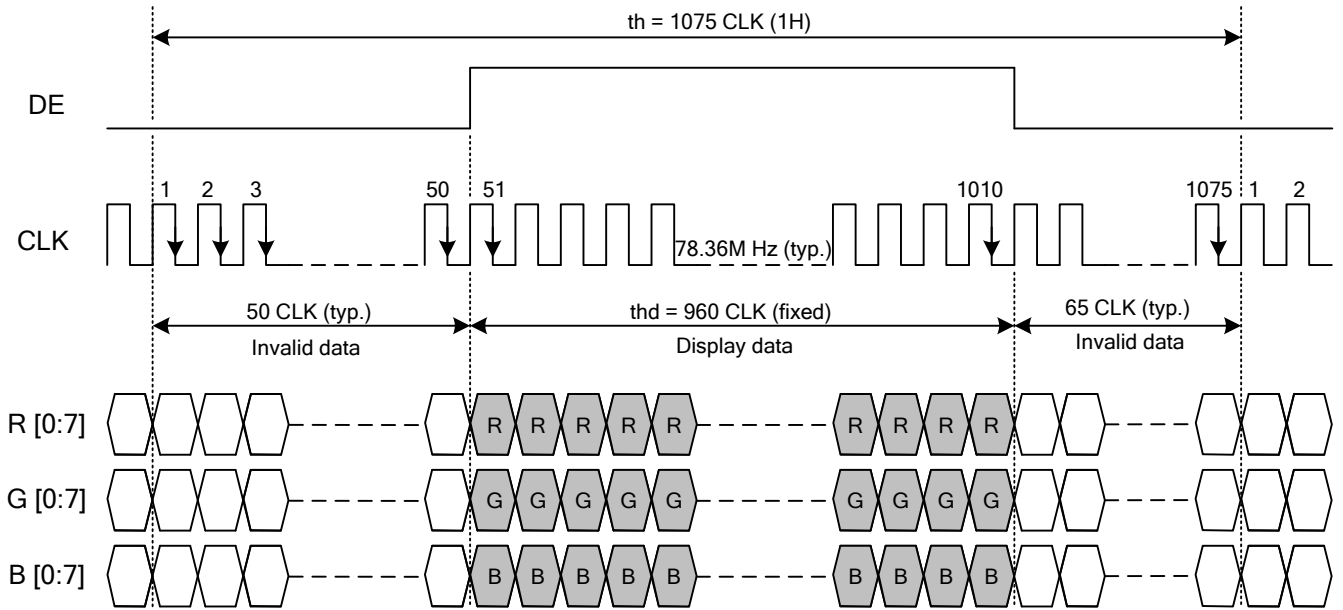 th = 1075 CLK (1H)
DE
1 2 3 50 51 1010 1075 1 2
CLK
78.36M Hz (typ.)
50 CLK (typ.) thd = 960 CLK (fixed) 65 CLK (typ.)
Invalid data Display data Invalid data
R [0:7] R R R R R R R R R
G [0:7] G G G G G G G G G
B [0:7] B B B B B B B B B